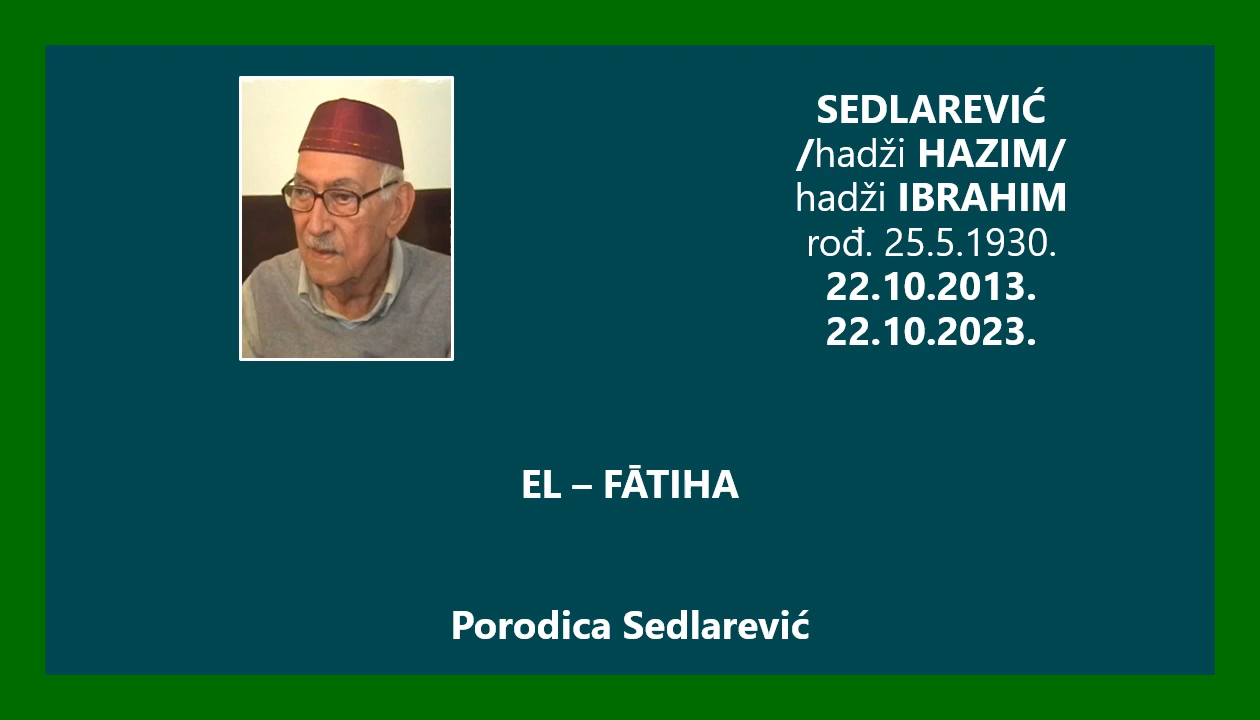 SEDLAREVIĆ
/hadži HAZIM/
hadži IBRAHIM
rođ. 25.5.1930.
22.10.2013.
22.10.2023.
EL – FĀTIHA
Porodica Sedlarević